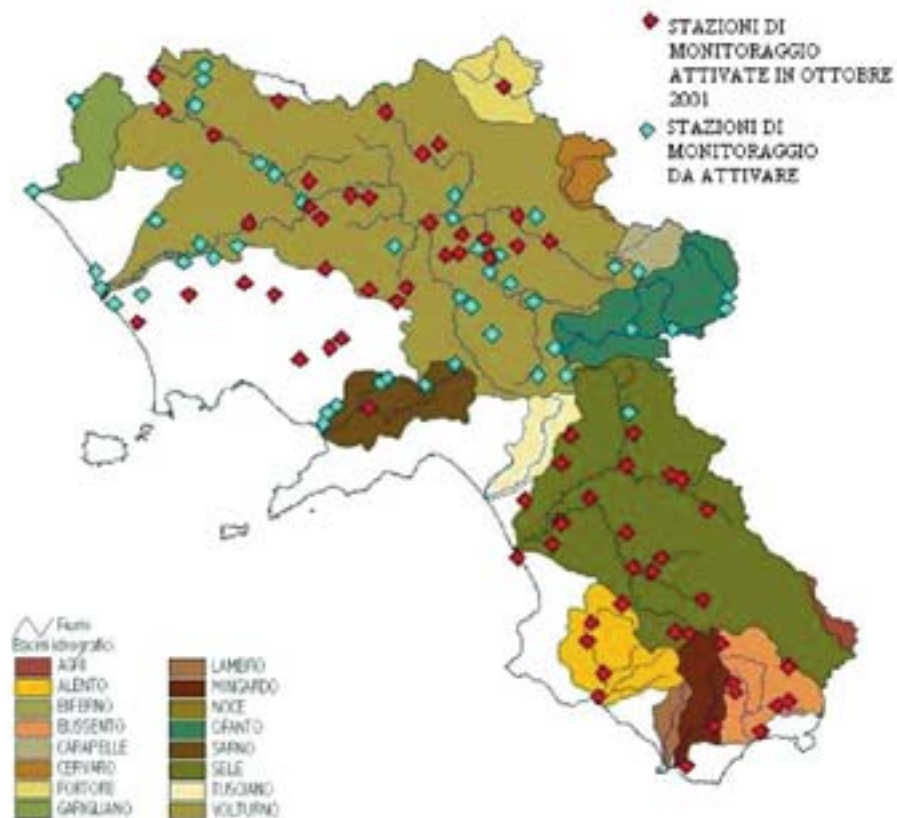 STAZIONI DI
MONITORAGGIO
ATTIVATE IN OTTOBRE
2001
STAZIONI DI
MONITORAGGIO
DA ATTIVARE
Fiumi
Bacini idrografici
AGRI
ALENTO
BIFERNO
BUSSENTO
CARAPELLE
CERVARO
FORTORE
GARIGLIANO
LAMBRO
MINGARDO
NOCE
OFANTO
SARNO
SELE
TUSCIANO
VOLTURNO